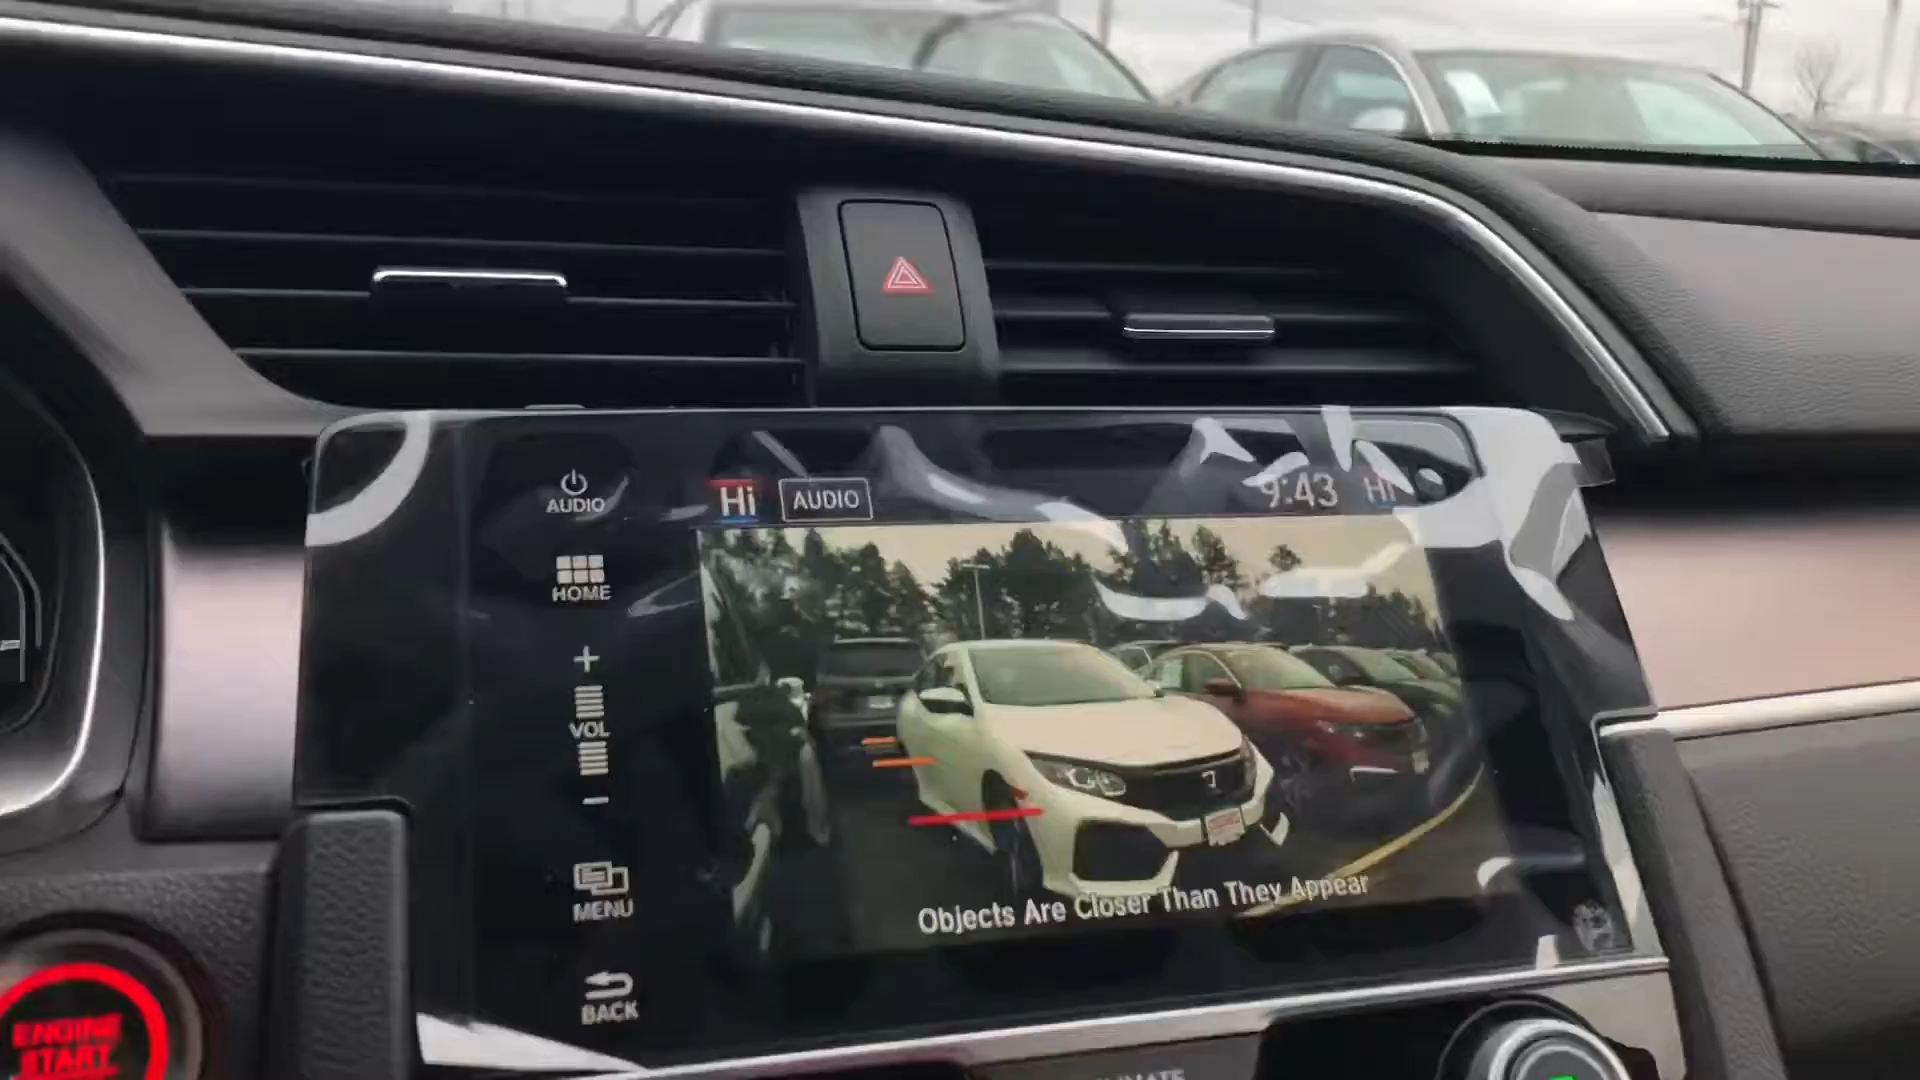 AUDIO
Hi AUDIO 9:43 Hi
HOME
+
VOL
-
MENU
Objects Are Closer Than They Appear
BACK
ENGINE
START